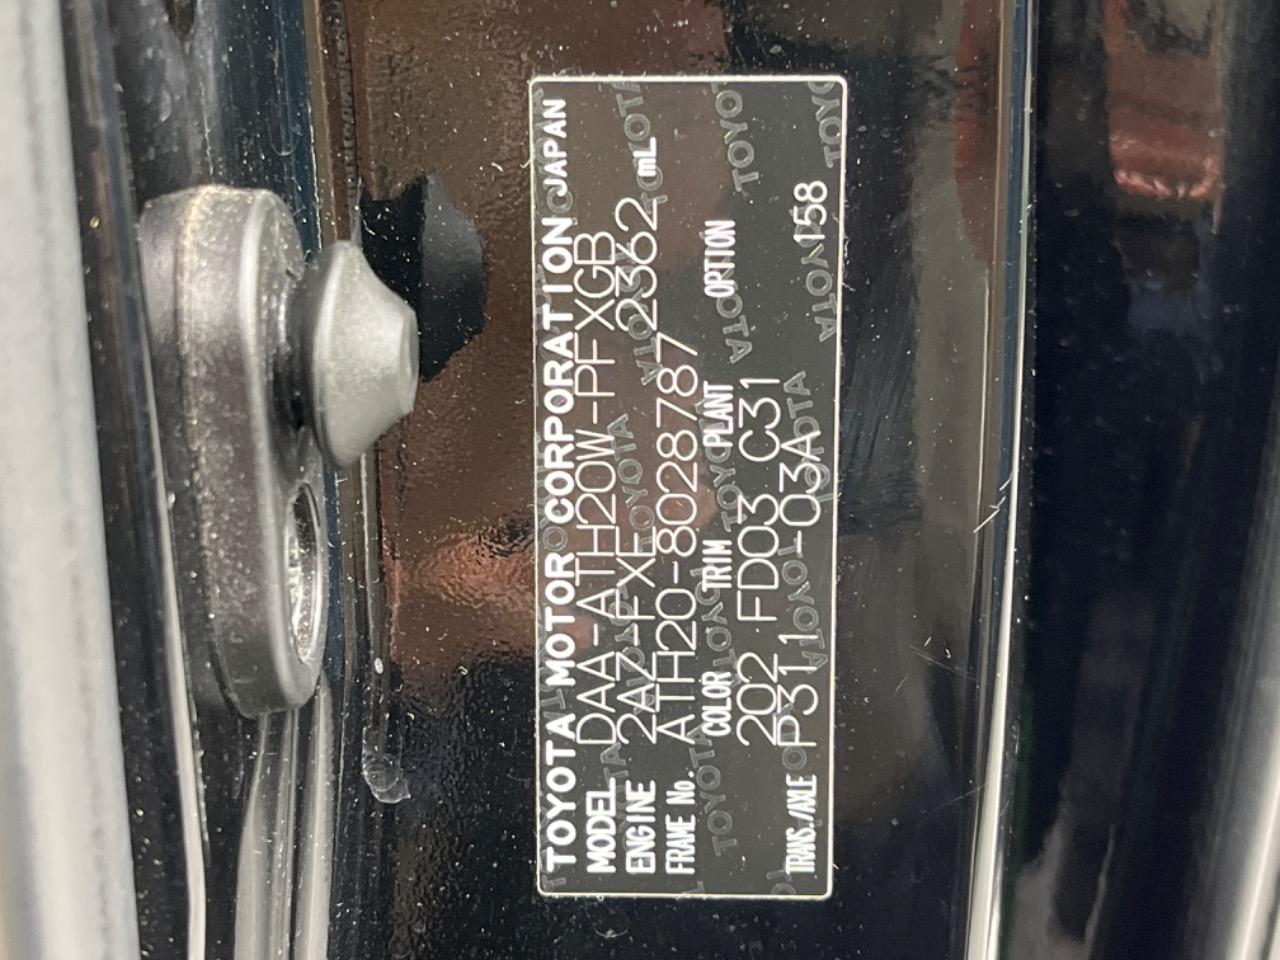 TOYOTA MOTOR CORPORATION JAPAN
MODEL DAA-ATH20W-PFXGB
ENGINE 2AZ-FXE 2362 mL
FRAME No. ATH20-8028787
COLOR TRIM PLANT OPTION
202 FD03 C31
TRANS./AXLE P311-03A 158